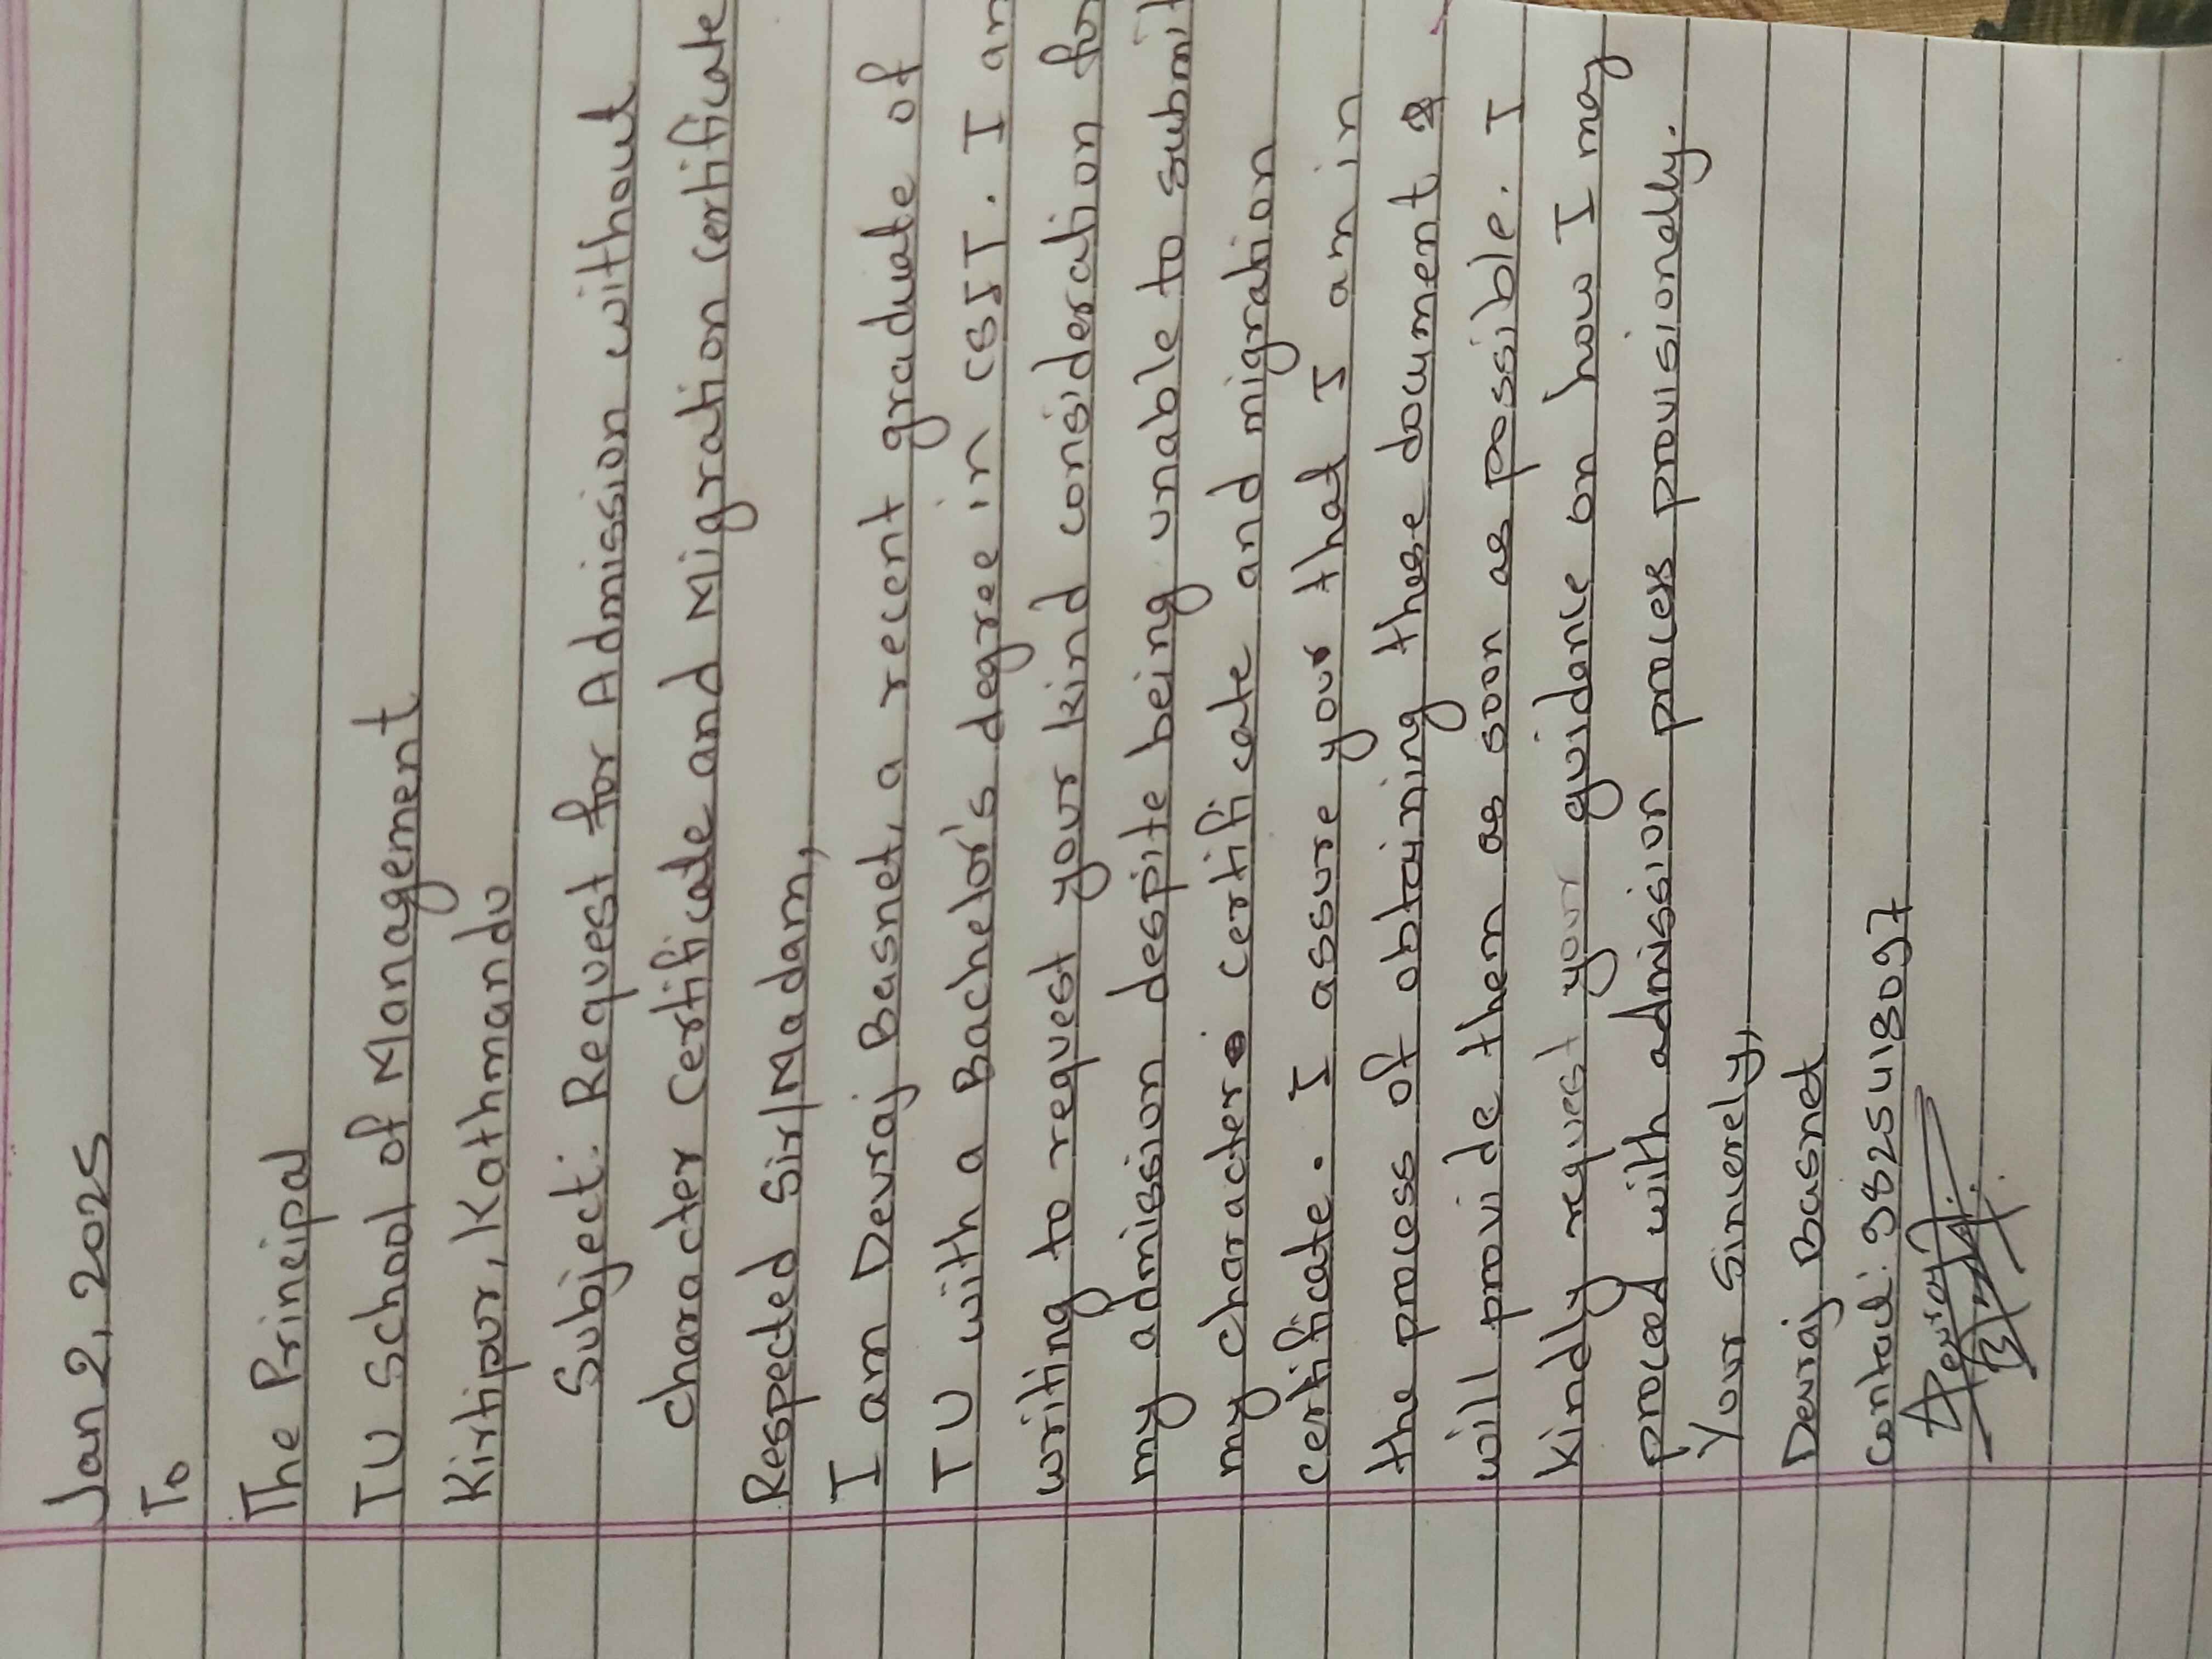 Jan 2, 2025
To
The Principal
TU School of Management
Kirtipur, Kathmandu
Subject: Request for Admission without
character Certificate and Migration certificate
Respected Sir/Madam,
I am Devraj Basnet, a recent graduate of
TU with a Bachelor's degree in CSIT. I am
writing to request your kind consideration for
my admission despite being unable to submit
my character certificate and migration
certificate. I assure your that I am in
the process of obtaining these document &
will provide them as soon as possible. I
kindly request your guidance on how I may
proceed with admission process provisionally.
Your Sincerely,
Devraj Basnet
Contact: 9825418097
Devraj